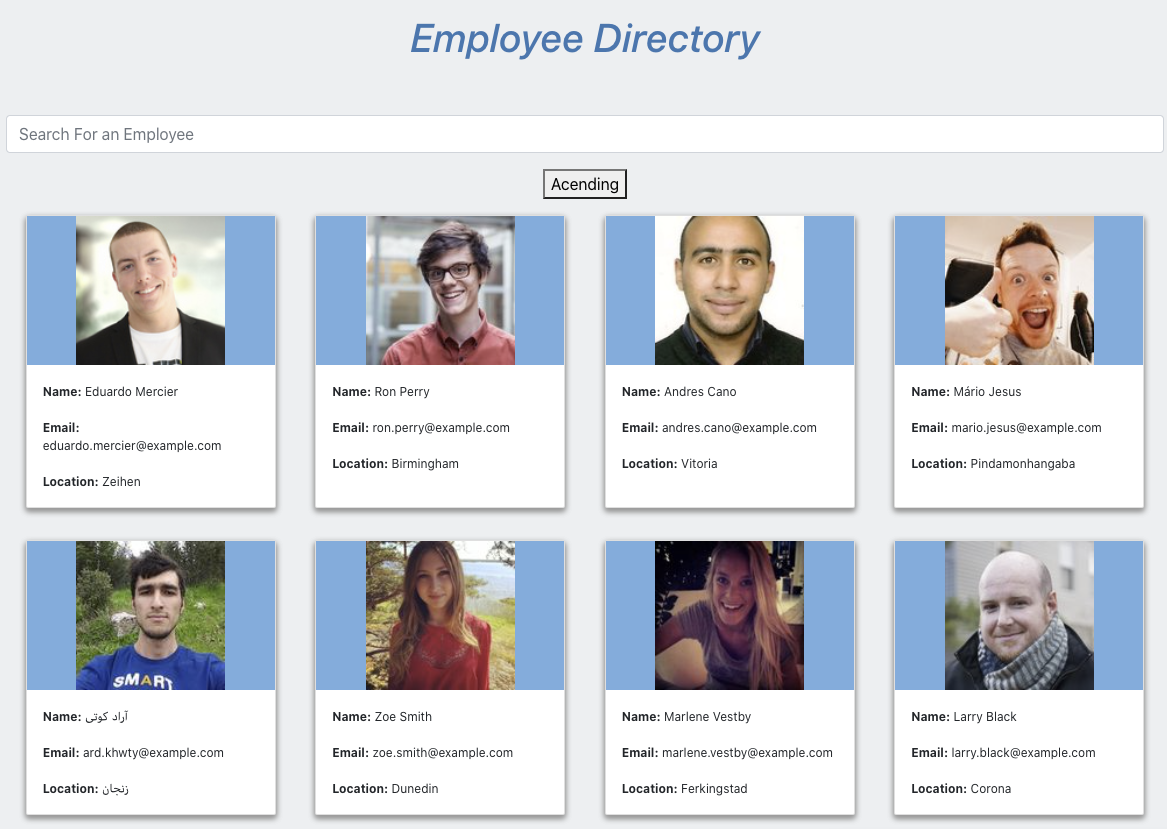 Employee Directory
Search For an Employee
Acending
Name: Eduardo Mercier
Email:
eduardo.mercier@example.com
Location: Zeihen
Name: Ron Perry
Email: ron.perry@example.com
Location: Birmingham
Name: Andres Cano
Email: andres.cano@example.com
Location: Vitoria
Name: Mário Jesus
Email: mario.jesus@example.com
Location: Pindamonhangaba
SMART
Name: آراد کوتی
Email: ard.khwty@example.com
Location: زنجان
Name: Zoe Smith
Email: zoe.smith@example.com
Location: Dunedin
Name: Marlene Vestby
Email: marlene.vestby@example.com
Location: Ferkingstad
Name: Larry Black
Email: larry.black@example.com
Location: Corona